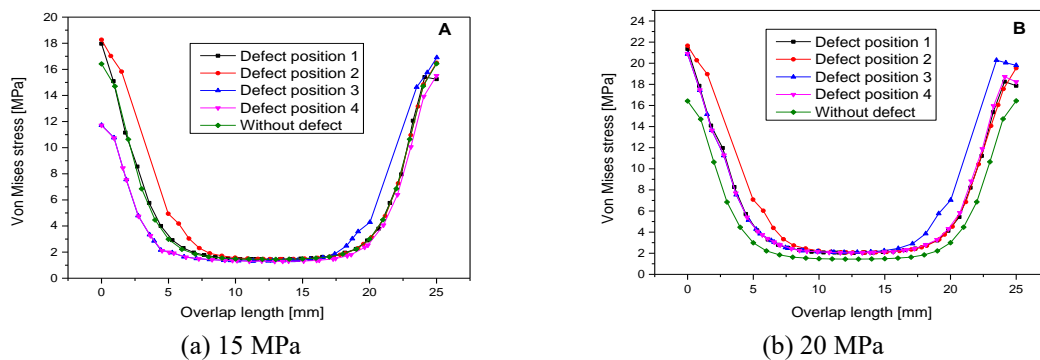 A
Defect position 1
Defect position 2
Defect position 3
Defect position 4
Without defect
Von Mises stress [MPa]
20
18
16
14
12
10
8
6
4
2
0
0 5 10 15 20 25
Overlap length [mm]
(a) 15 MPa
B
Defect position 1
Defect position 2
Defect position 3
Defect position 4
Without defect
Von Mises stress [MPa]
24
22
20
18
16
14
12
10
8
6
4
2
0
0 5 10 15 20 25
Overlap length [mm]
(b) 20 MPa